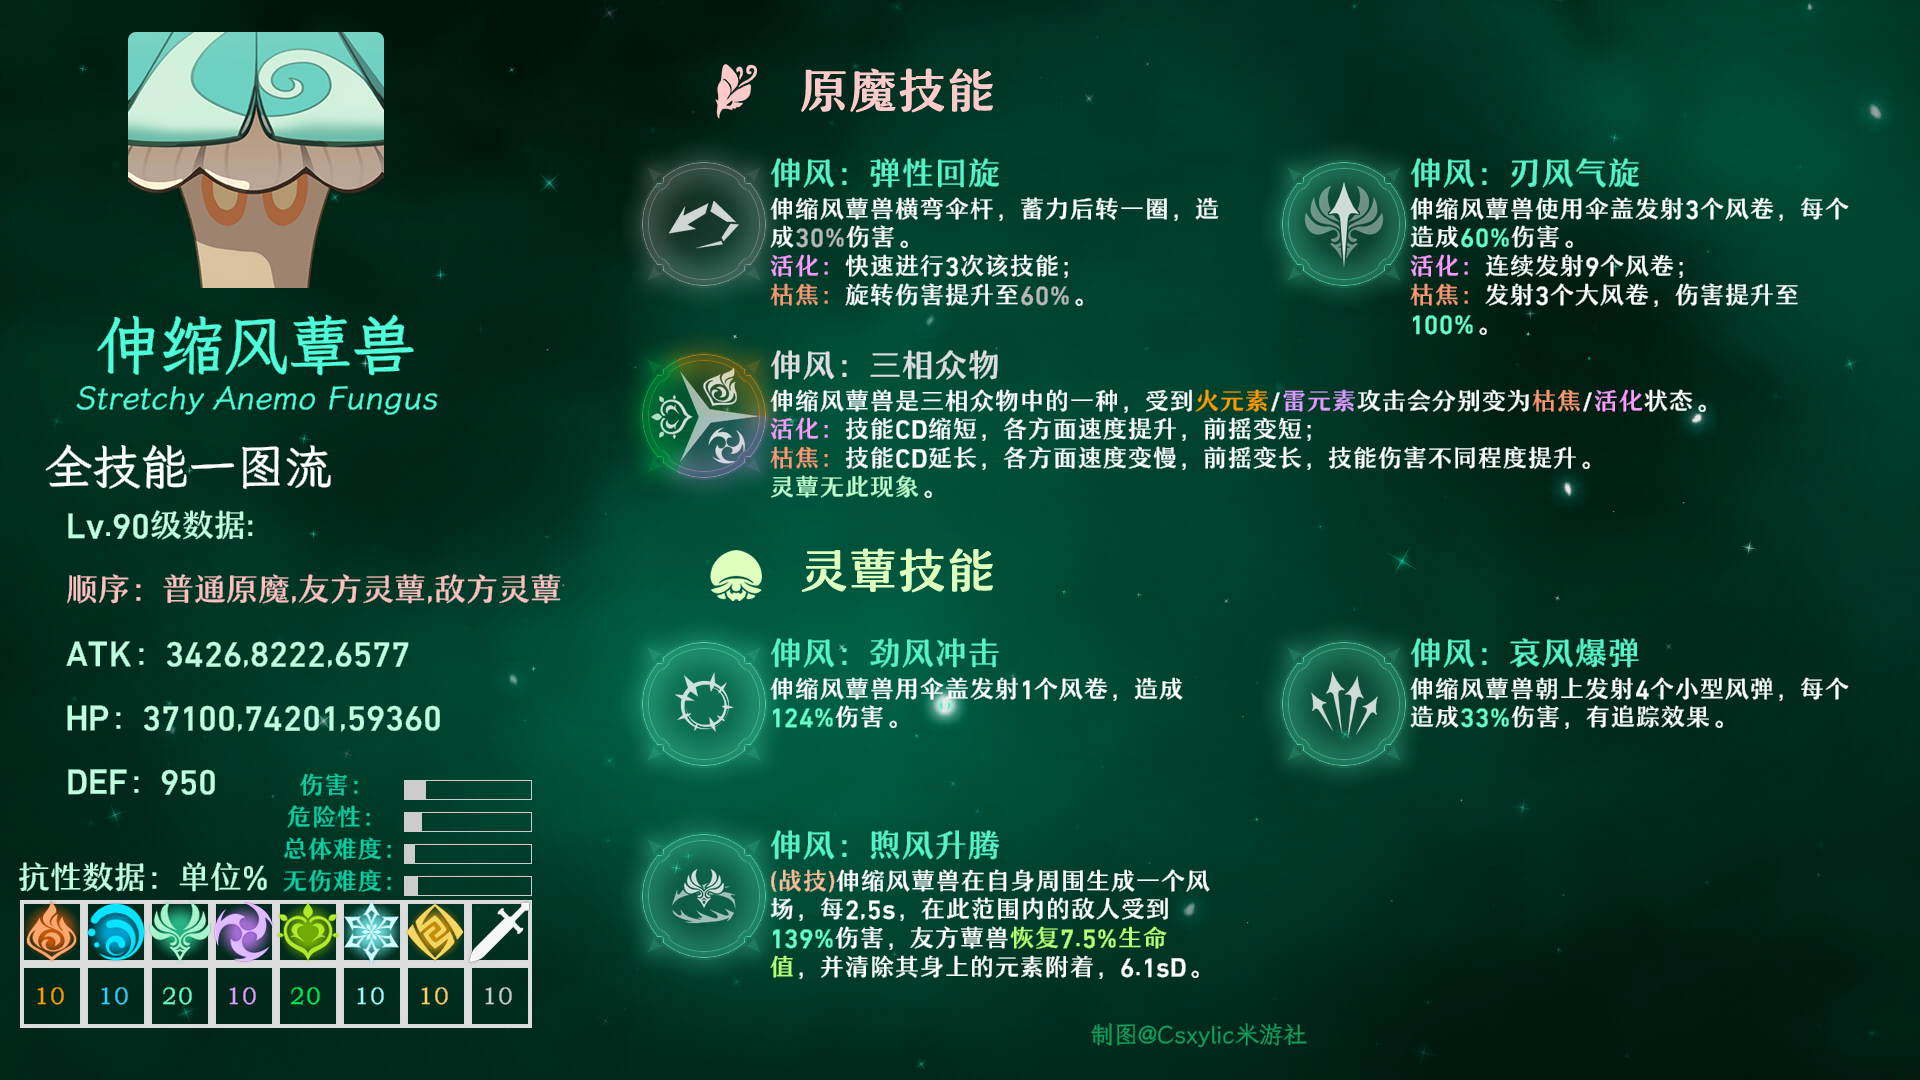 伸缩风蕈兽
Stretchy Anemo Fungus
全技能一图流
Lv.90级数据:
顺序：普通原魔,友方灵蕈,敌方灵蕈
ATK：3426,8222,6577
HP：37100,74201,59360
DEF：950
伤害：
危险性：
总体难度：
无伤难度：
抗性数据：单位%
10 10 20 10 20 10 10 10
原魔技能
伸风：弹性回旋
伸缩风蕈兽横弯伞杆，蓄力后转一圈，造
成30%伤害。
活化：快速进行3次该技能；
枯焦：旋转伤害提升至60%。
伸风：刃风气旋
伸缩风蕈兽使用伞盖发射3个风卷，每个
造成60%伤害。
活化：连续发射9个风卷；
枯焦：发射3个大风卷，伤害提升至
100%。
伸风：三相众物
伸缩风蕈兽是三相众物中的一种，受到火元素/雷元素攻击会分别变为枯焦/活化状态。
活化：技能CD缩短，各方面速度提升，前摇变短；
枯焦：技能CD延长，各方面速度变慢，前摇变长，技能伤害不同程度提升。
灵蕈无此现象。
灵蕈技能
伸风：劲风冲击
伸缩风蕈兽用伞盖发射1个风卷，造成
124%伤害。
伸风：哀风爆弹
伸缩风蕈兽朝上发射4个小型风弹，每个
造成33%伤害，有追踪效果。
伸风：煦风升腾
(战技)伸缩风蕈兽在自身周围生成一个风
场，每2.5s，在此范围内的敌人受到
139%伤害，友方蕈兽恢复7.5%生命
值，并清除其身上的元素附着，6.1sD。
制图@Csxylic米游社